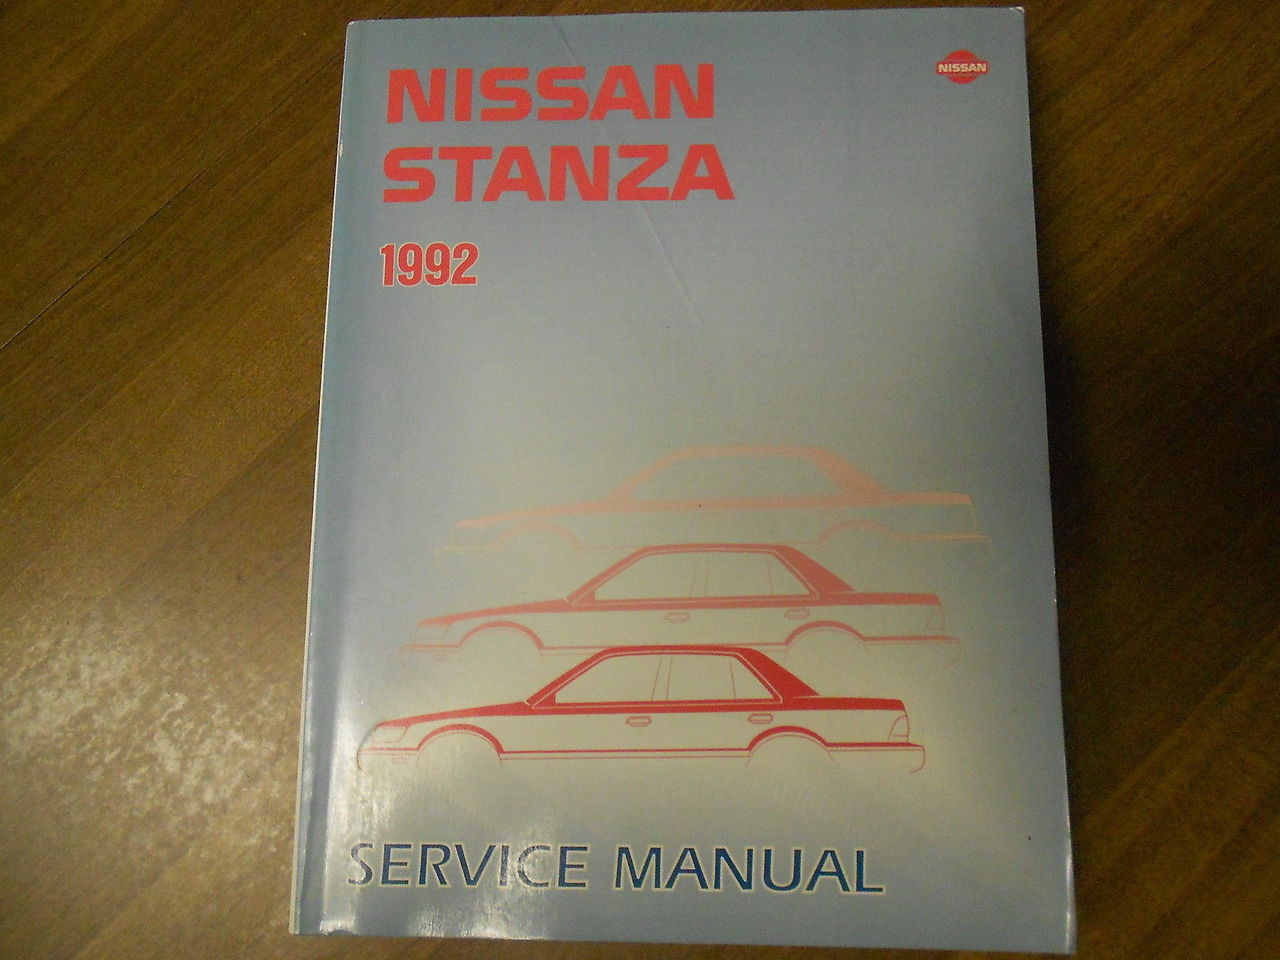 NISSAN
NISSAN
STANZA
1992
SERVICE MANUAL